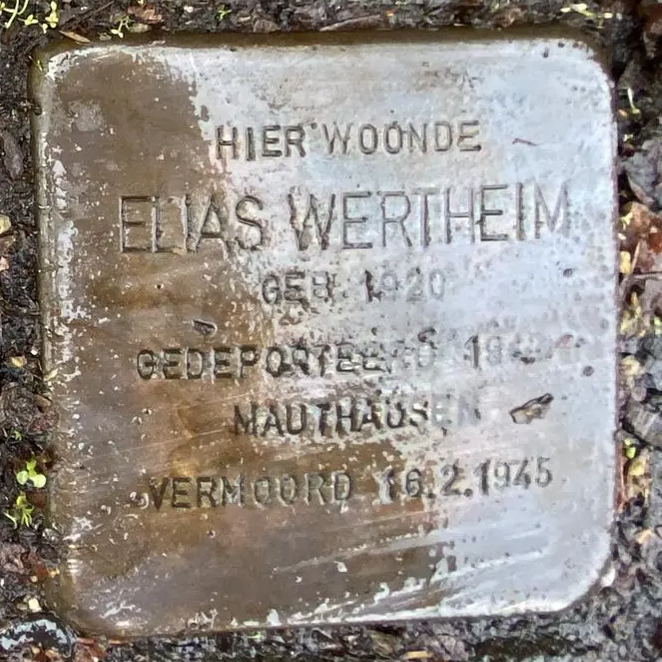 HIER WOONDE
ELIAS WERTHEIM
GEB. 1920
GEDEPORTEERD
MAUTHAUSEN
VERMOORD 16.2.1945